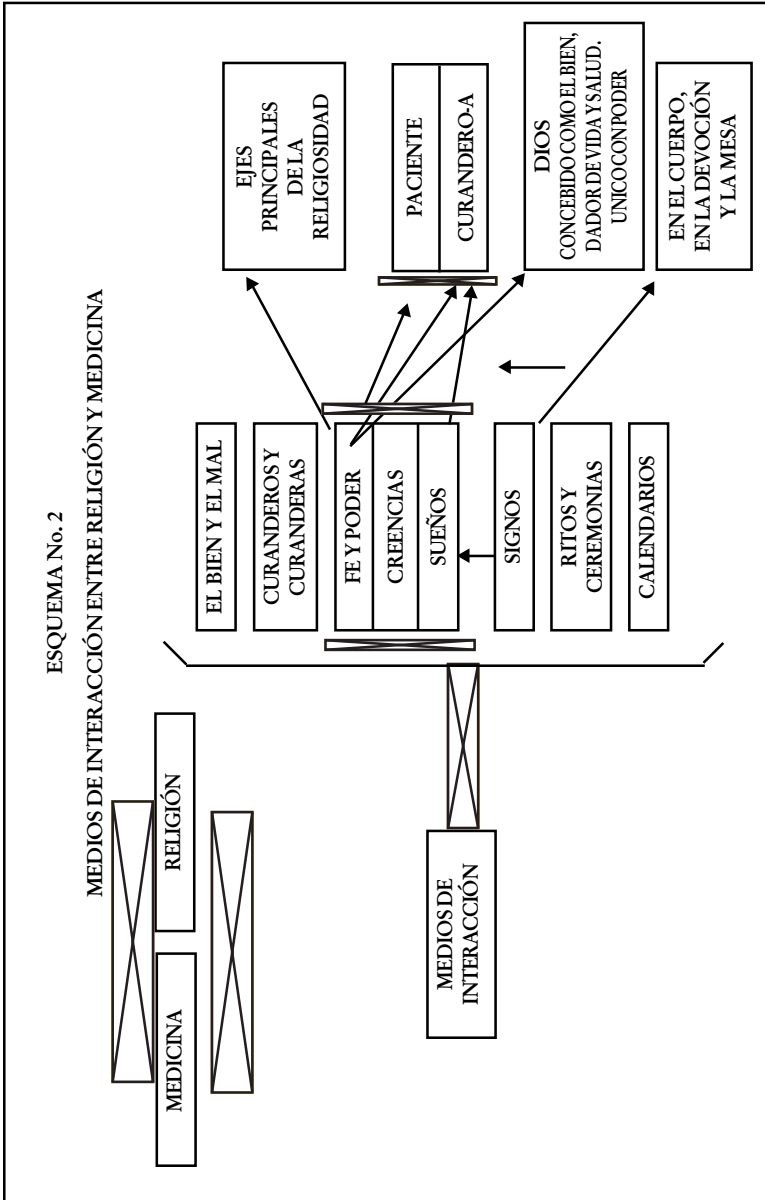 ESQUEMA No. 2
MEDIOS DE INTERACCIÓN ENTRE RELIGIÓN Y MEDICINA
MEDICINA
RELIGIÓN
MEDIOS DE
INTERACCIÓN
EL BIEN Y EL MAL
CURANDEROS Y
CURANDERAS
FE Y PODER
CREENCIAS
SUEÑOS
SIGNOS
RITOS Y
CEREMONIAS
CALENDARIOS
EJES
PRINCIPALES
DE LA
RELIGIOSIDAD
PACIENTE
CURANDERO-A
DIOS
CONCEBIDO COMO EL BIEN,
DADOR DE VIDA Y SALUD.
UNICO CON PODER
EN EL CUERPO,
EN LA DEVOCIÓN
Y LA MESA